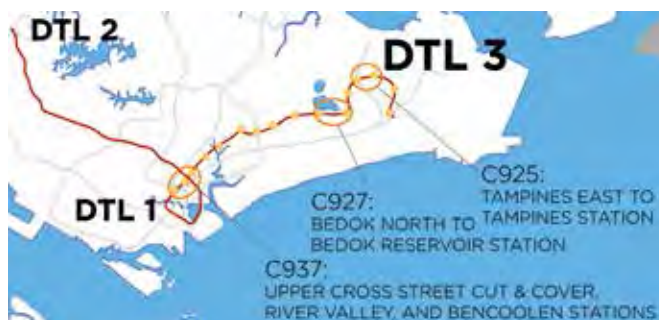 DTL 2
DTL 3
DTL 1
C925:
TAMPINES EAST TO
TAMPINES STATION
C927:
BEDOK NORTH TO
BEDOK RESERVOIR STATION
C937:
UPPER CROSS STREET CUT & COVER,
RIVER VALLEY, AND BENCOOLEN STATIONS